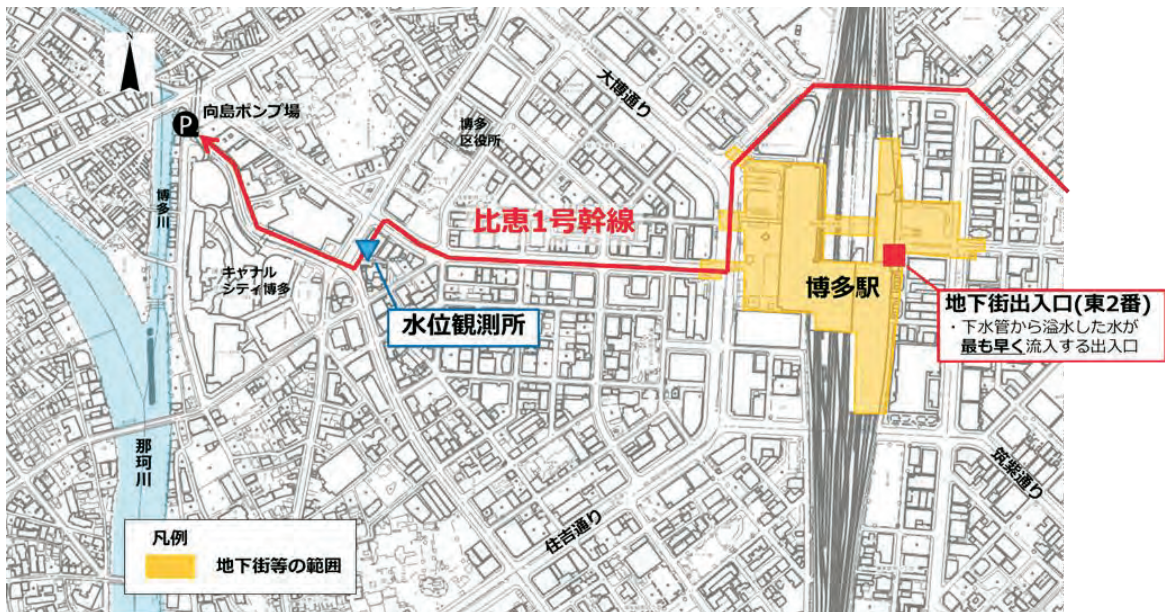 N
向島ポンプ場
P
大博通り
博多
区役所
比恵1号幹線
博多川
キャナル
シティ博多
水位観測所
博多駅
地下街出入口(東2番)
・下水管から溢水した水が
最も早く流入する出入口
那珂川
筑紫通り
住吉通り
凡例
地下街等の範囲